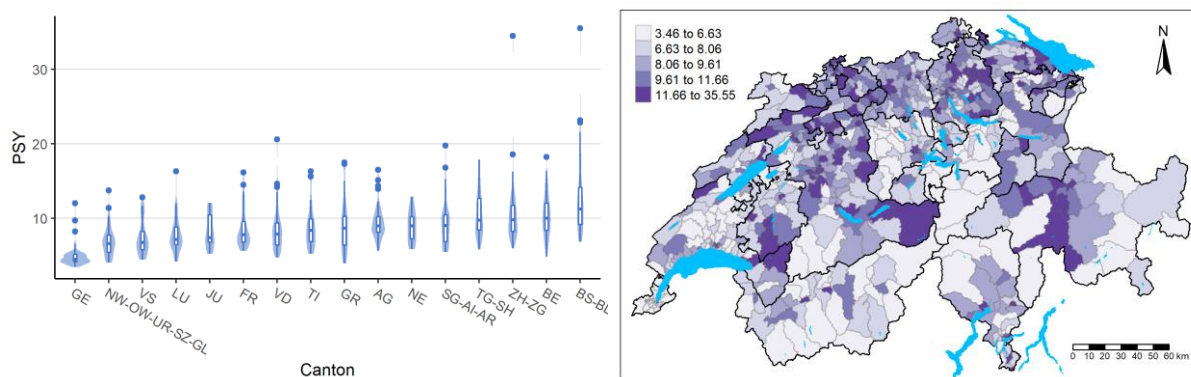 30
20
10
PSY
GE
NW-OW-UR-SZ-GL
VS
LU
JU
FR
VD
TI
GR
AG
NE
SG-AI-AR
TG-SH
ZH-ZG
BE
BS-BL
Canton
3.46 to 6.63
6.63 to 8.06
8.06 to 9.61
9.61 to 11.66
11.66 to 35.55
N
0 10 20 30 40 50 60 km